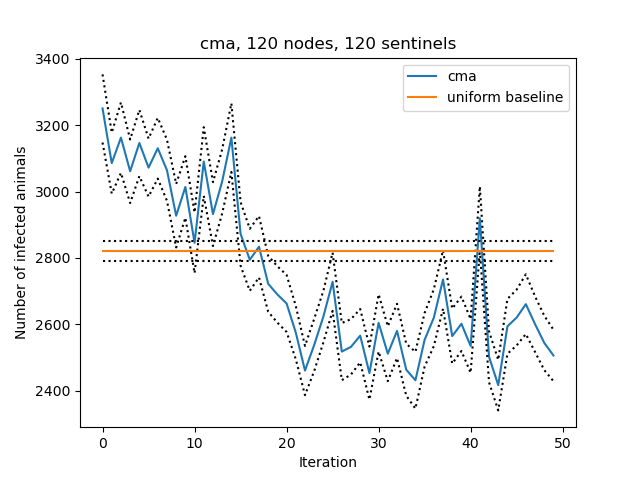 cma, 120 nodes, 120 sentinels
cma
uniform baseline
Number of infected animals
3400
3200
3000
2800
2600
2400
0 10 20 30 40 50
Iteration